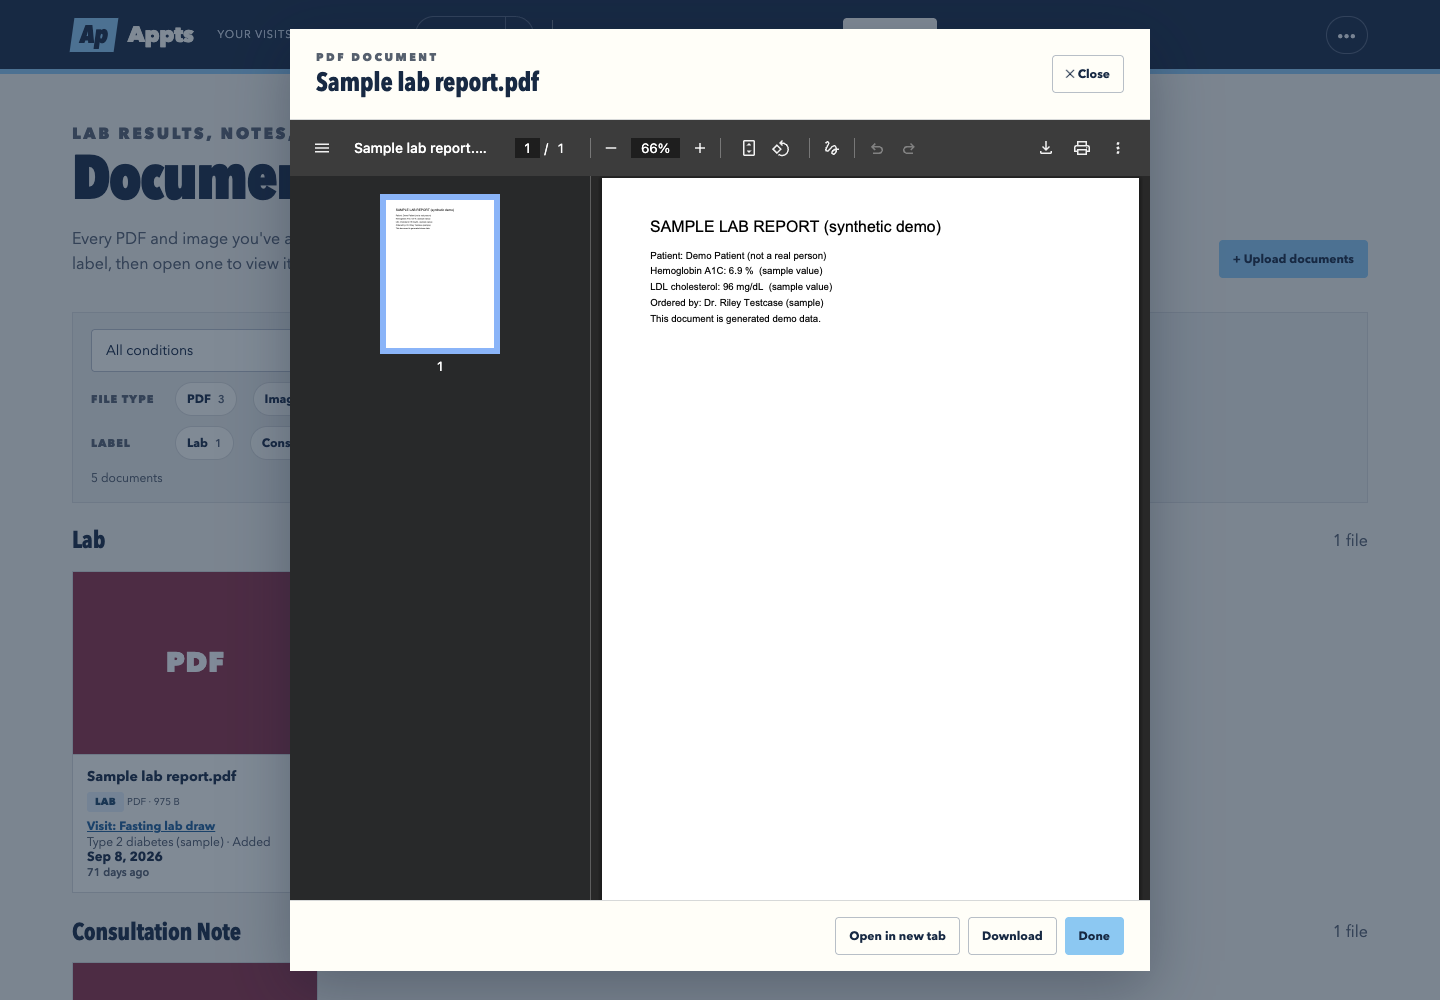 Ap Appts YOUR VISITS
LAB RESULTS, NOTES,
Documen
Every PDF and image you've a
label, then open one to view it
+ Upload documents
All conditions
FILE TYPE PDF 3 Imag
LABEL Lab 1 Cons
5 documents
Lab 1 file
PDF
Sample lab report.pdf
LAB PDF · 975 B
Visit: Fasting lab draw
Type 2 diabetes (sample) · Added
Sep 8, 2026
71 days ago
Consultation Note 1 file
PDF DOCUMENT
Sample lab report.pdf
× Close
Sample lab report.... 1 / 1 66%
SAMPLE LAB REPORT (synthetic demo)
Patient: Demo Patient (not a real person)
Hemoglobin A1C: 6.9 % (sample value)
LDL cholesterol: 96 mg/dL (sample value)
Ordered by: Dr. Riley Testcase (sample)
This document is generated demo data.
1
Open in new tab Download Done